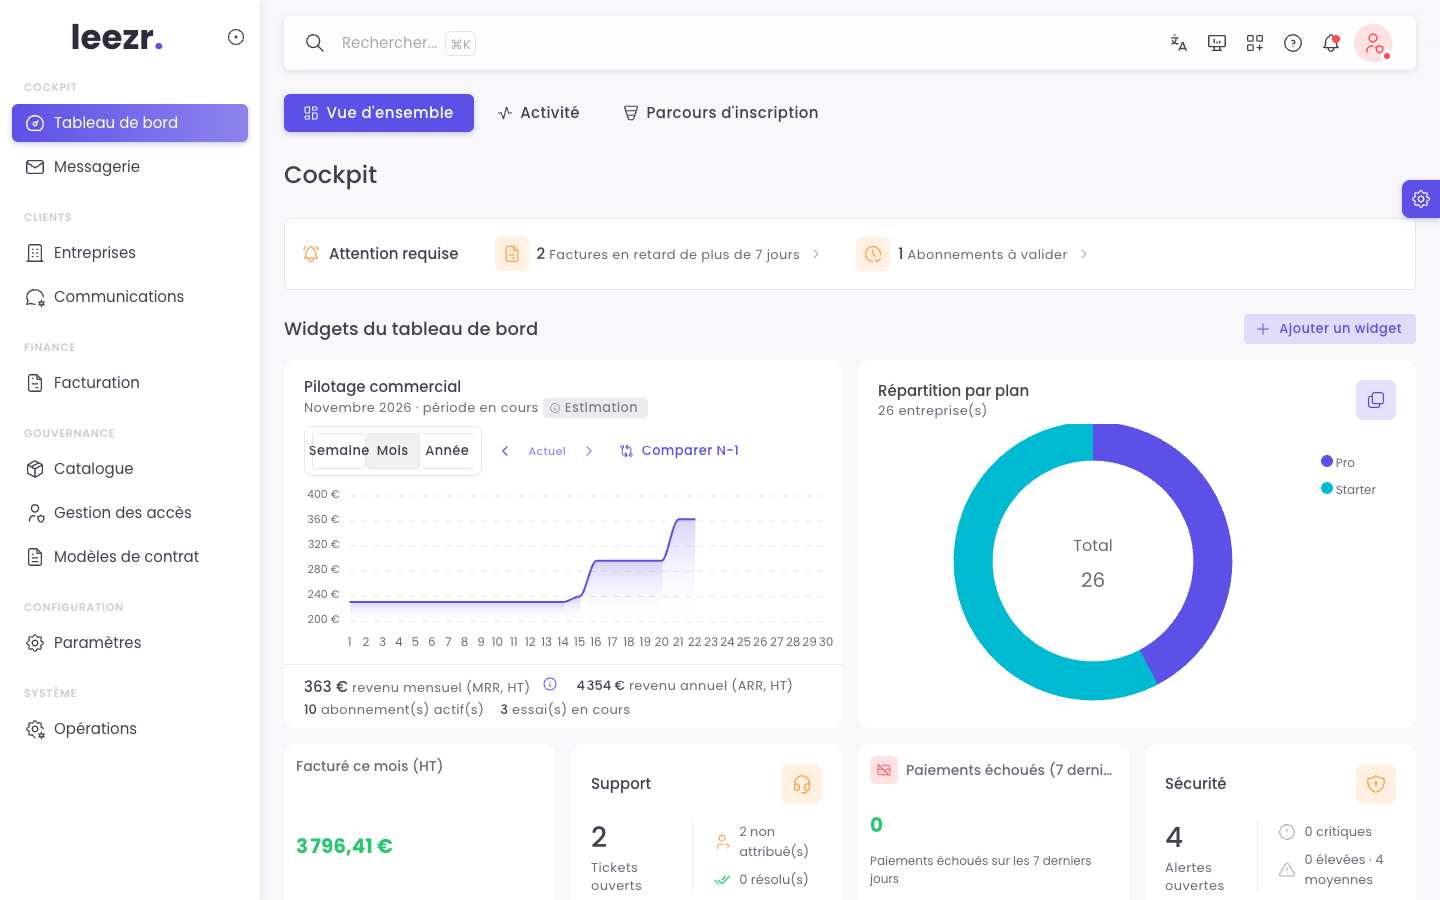 leezr.
COCKPIT
Tableau de bord
Messagerie
CLIENTS
Entreprises
Communications
FINANCE
Facturation
GOUVERNANCE
Catalogue
Gestion des accès
Modèles de contrat
CONFIGURATION
Paramètres
SYSTÈME
Opérations
Rechercher... ⌘K
Vue d'ensemble Activité Parcours d'inscription
Cockpit
Attention requise 2 Factures en retard de plus de 7 jours 1 Abonnements à valider
Widgets du tableau de bord Ajouter un widget
Pilotage commercial
Novembre 2026 · période en cours Estimation
Semaine Mois Année Actuel Comparer N-1
400 €
360 €
320 €
280 €
240 €
200 €
1 2 3 4 5 6 7 8 9 10 11 12 13 14 15 16 17 18 19 20 21 22 23 24 25 26 27 28 29 30
363 € revenu mensuel (MRR, HT) 4 354 € revenu annuel (ARR, HT)
10 abonnement(s) actif(s) 3 essai(s) en cours
Répartition par plan
26 entreprise(s)
Total
26
Pro
Starter
Facturé ce mois (HT)
3 796,41 €
Support
2
Tickets
ouverts
2 non
attribué(s)
0 résolu(s)
Paiements échoués (7 derni...
0
Paiements échoués sur les 7 derniers
jours
Sécurité
4
Alertes
ouvertes
0 critiques
0 élevées · 4
moyennes